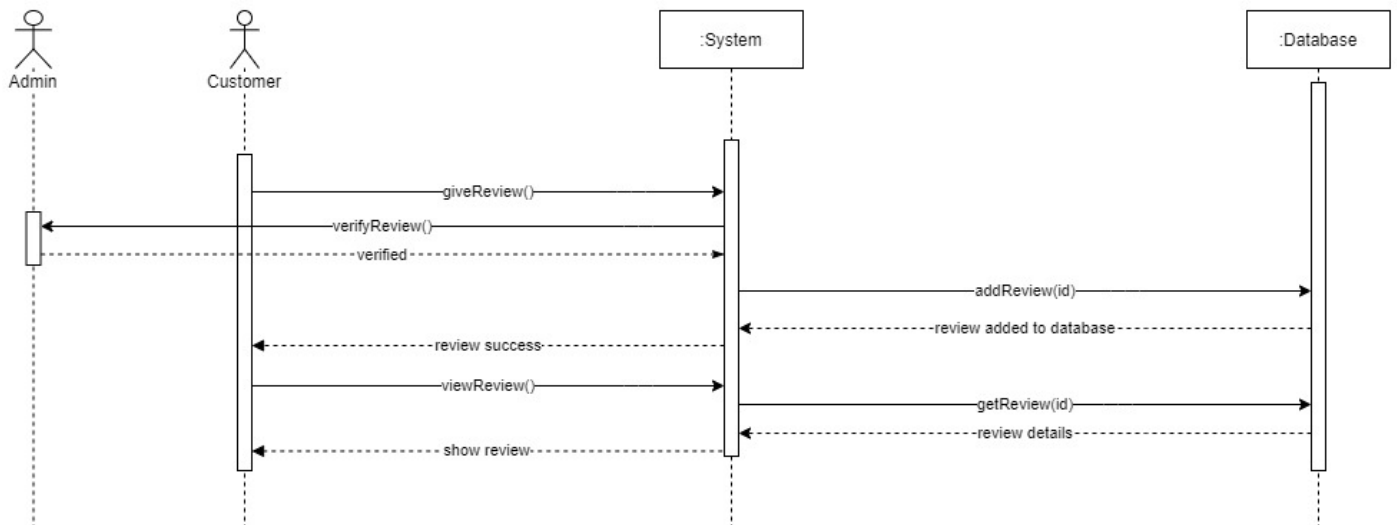 :System
:Database
Admin
Customer
giveReview()
verifyReview()
verified
addReview(id)
review added to database
review success
viewReview()
getReview(id)
review details
show review